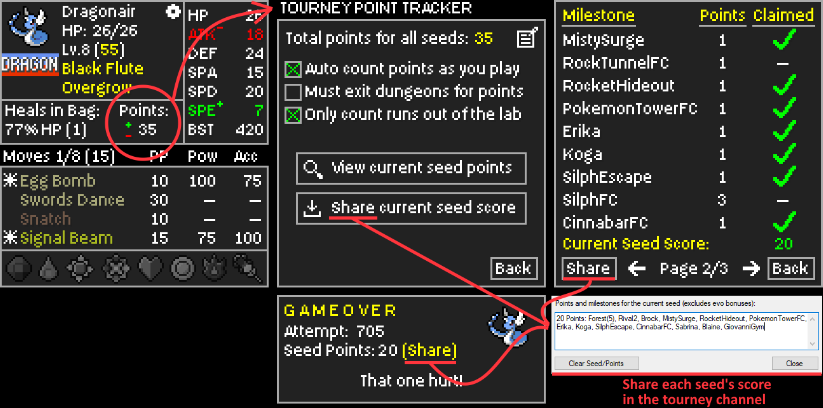 Dragonair
HP: 26/26
Lv.8 (55)
DRAGON
Black Flute
Overgrow
HP 26
ATK 18
DEF 24
SPA 15
SPD 20
SPE+ 7
BST 420
Heals in Bag:
77% HP (1)
Points:
35
Moves 1/8 (15) PP Pow Acc
Egg Bomb 10 100 75
Swords Dance 30 — —
Snatch 10 — —
Signal Beam 15 75 100
TOURNEY POINT TRACKER
Total points for all seeds: 35
Auto count points as you play
Must exit dungeons for points
Only count runs out of the lab
View current seed points
Share current seed score
Back
GAMEOVER
Attempt: 705
Seed Points: 20 (Share)
That one hurt!
Milestone Points Claimed
MistySurge 1
RockTunnelFC 1 —
RocketHideout 1
PokemonTowerFC 1
Erika 1
Koga 1
SilphEscape 1
SilphFC 3 —
CinnabarFC 1
Current Seed Score: 20
Share Page 2/3 Back
Points and milestones for the current seed (excludes evo bonuses):
20 Points: Forest(5), Rival2, Brock, MistySurge, RocketHideout, PokemonTowerFC,
Erika, Koga, SilphEscape, CinnabarFC, Sabrina, Blaine, GiovanniGym
Clear Seed/Points
Close
Share each seed's score
in the tourney channel